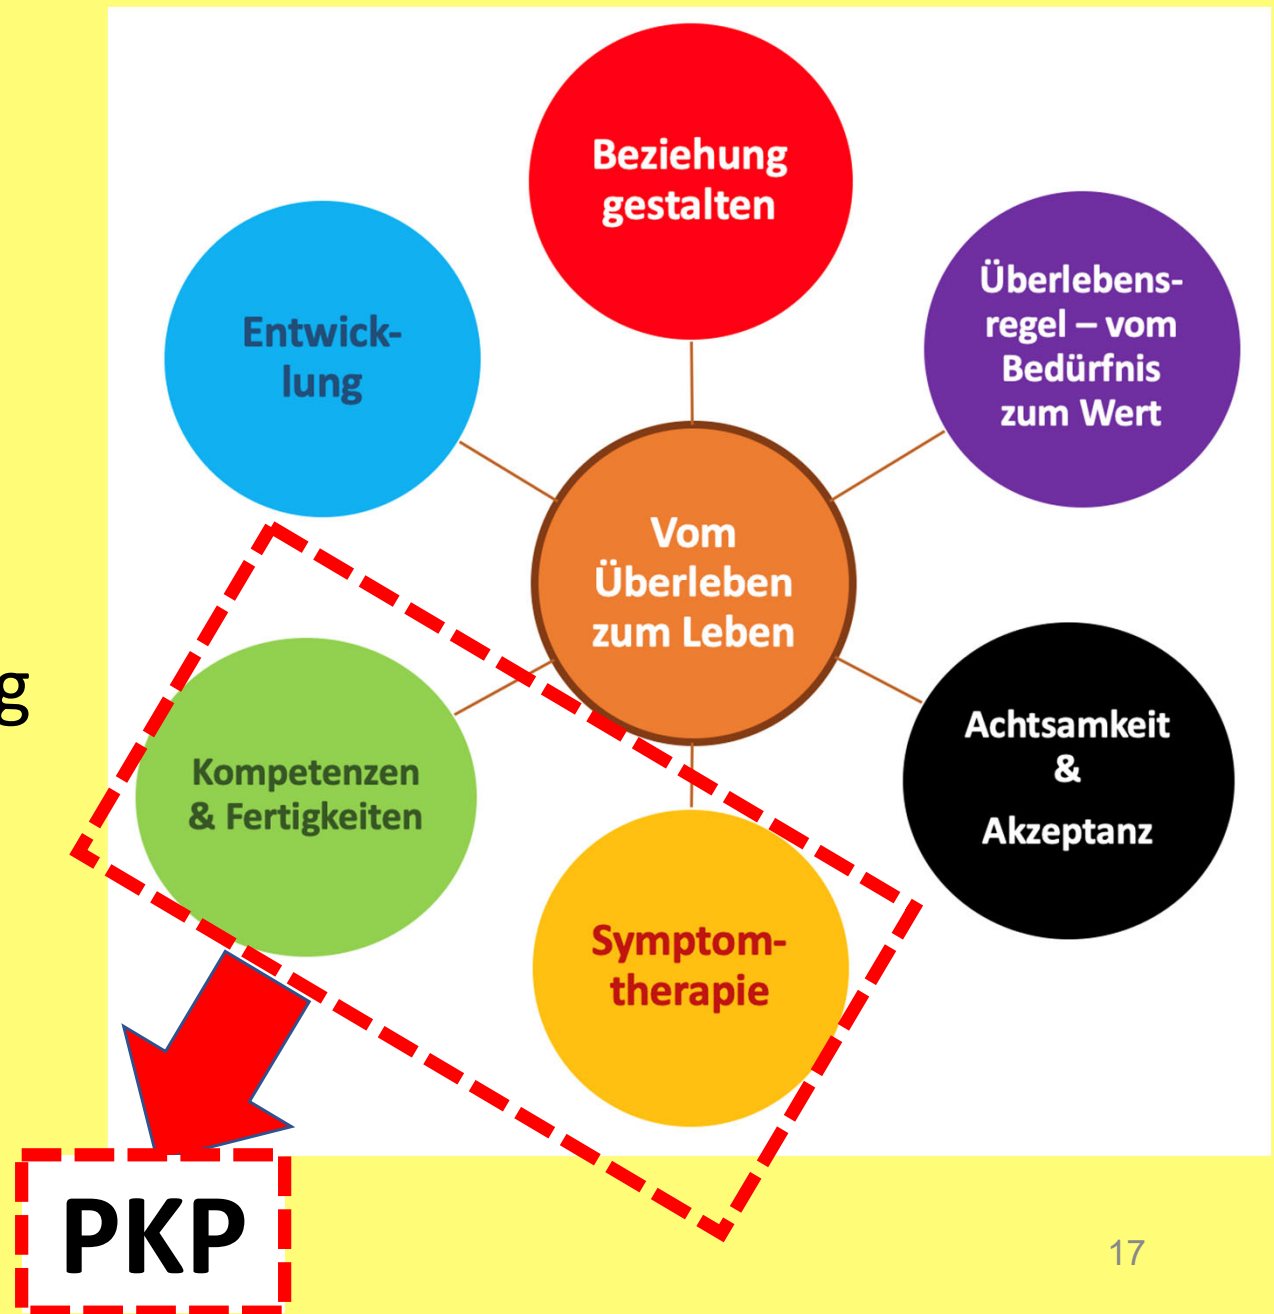 Beziehung
gestalten
Überlebens-
regel – vom
Bedürfnis
zum Wert
Entwick-
lung
Vom
Überleben
zum Leben
g
Achtsamkeit
&
Akzeptanz
Kompetenzen
& Fertigkeiten
Symptom-
therapie
PKP
17